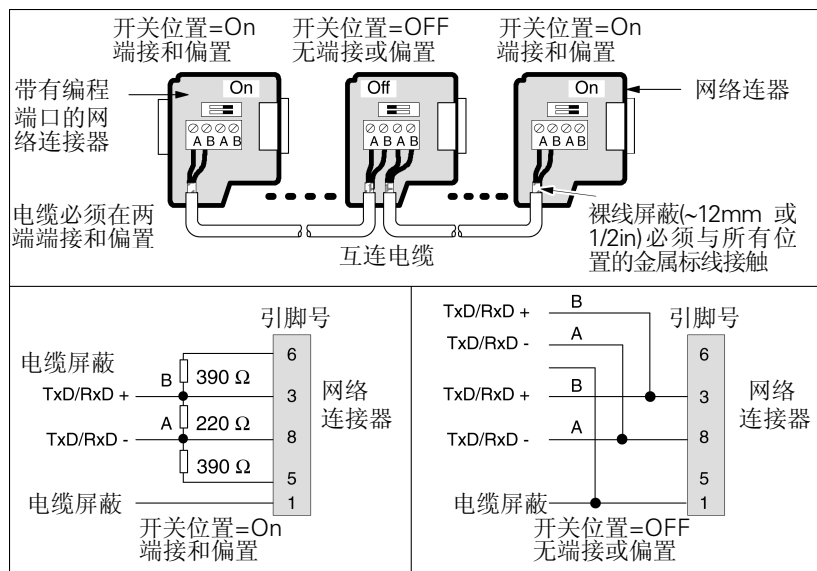 开关位置=On
端接和偏置
开关位置=OFF
无端接或偏置
开关位置=On
端接和偏置
带有编程
端口的网
络连接器
On
A B A B
Off
A B A B
On
A B A B
网络连器
电缆必须在两
端端接和偏置
互连电缆
裸线屏蔽(~12mm 或
1/2in)必须与所有位
置的金属标线接触
引脚号
电缆屏蔽
6
B
390 Ω
TxD/RxD +
3
A
220 Ω
TxD/RxD -
8
390 Ω
5
电缆屏蔽
1
网络
连接器
开关位置=On
端接和偏置
TxD/RxD +
B
引脚号
TxD/RxD -
A
6
TxD/RxD +
B
3
TxD/RxD -
A
8
5
电缆屏蔽
1
网络
连接器
开关位置=OFF
无端接或偏置